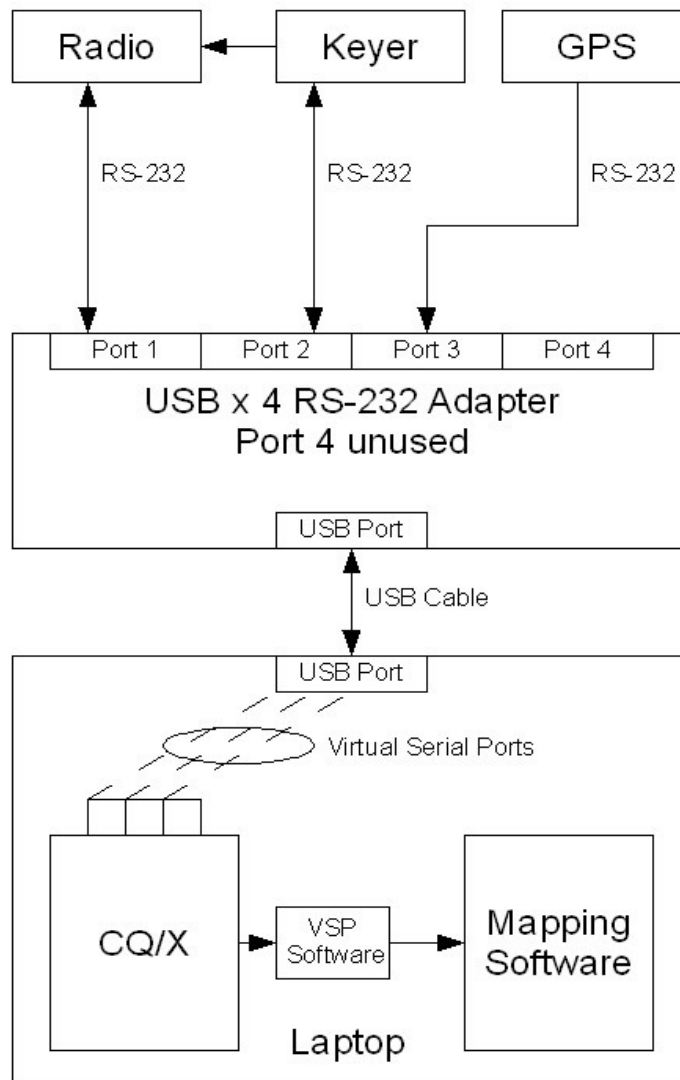 Radio
Keyer
GPS
RS-232
RS-232
RS-232
Port 1
Port 2
Port 3
Port 4
USB x 4 RS-232 Adapter
Port 4 unused
USB Port
USB Cable
USB Port
Virtual Serial Ports
CQ/X
VSP
Software
Mapping
Software
Laptop